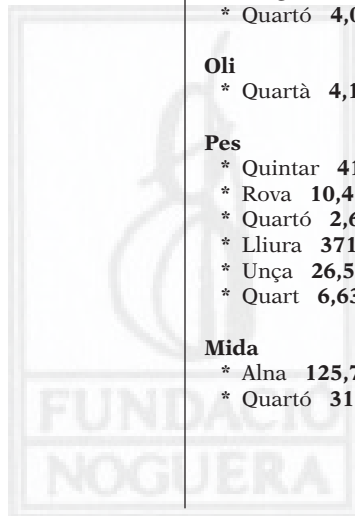 * Quartó 4,0
Oli
* Quartà 4,1
Pes
* Quintar 41
* Rova 10,4
* Quartó 2,6
* Lliura 371
* Unça 26,5
* Quart 6,63
Mida
* Alna 125,7
* Quartó 31
FUNDACIÓ
NOGUERA